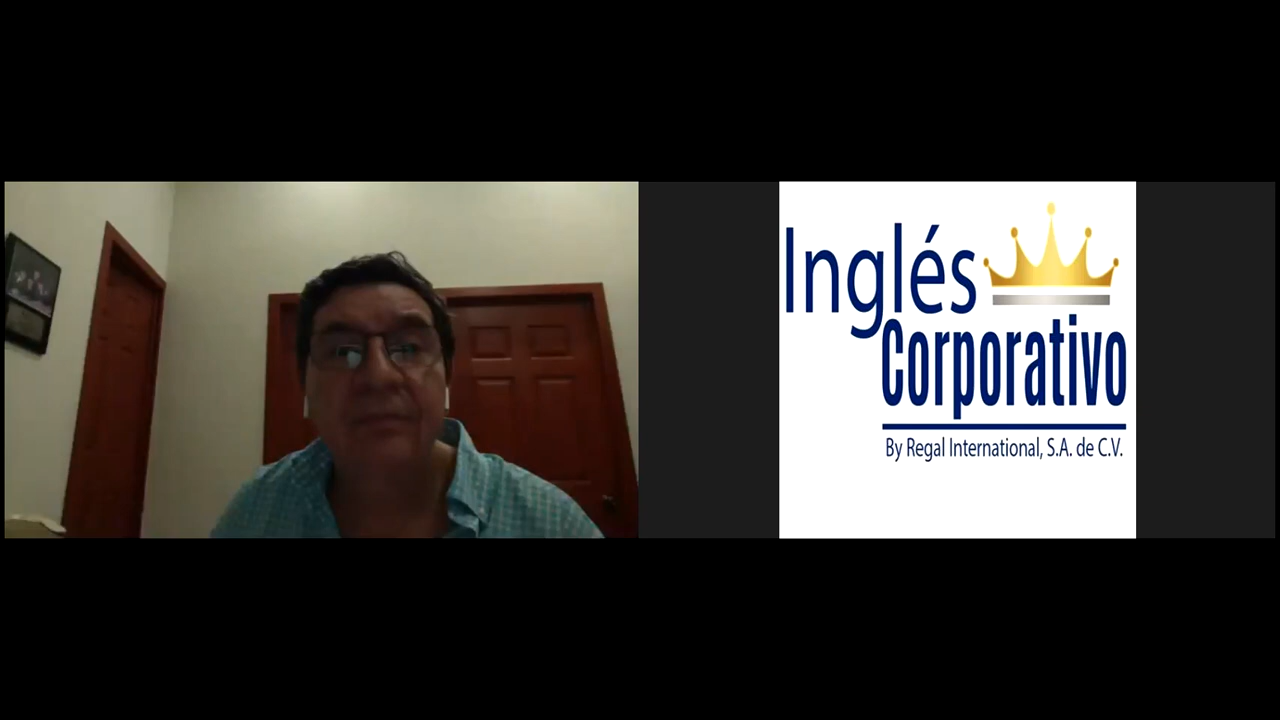 Inglés
Corporativo
By Regal International, S.A. de C.V.